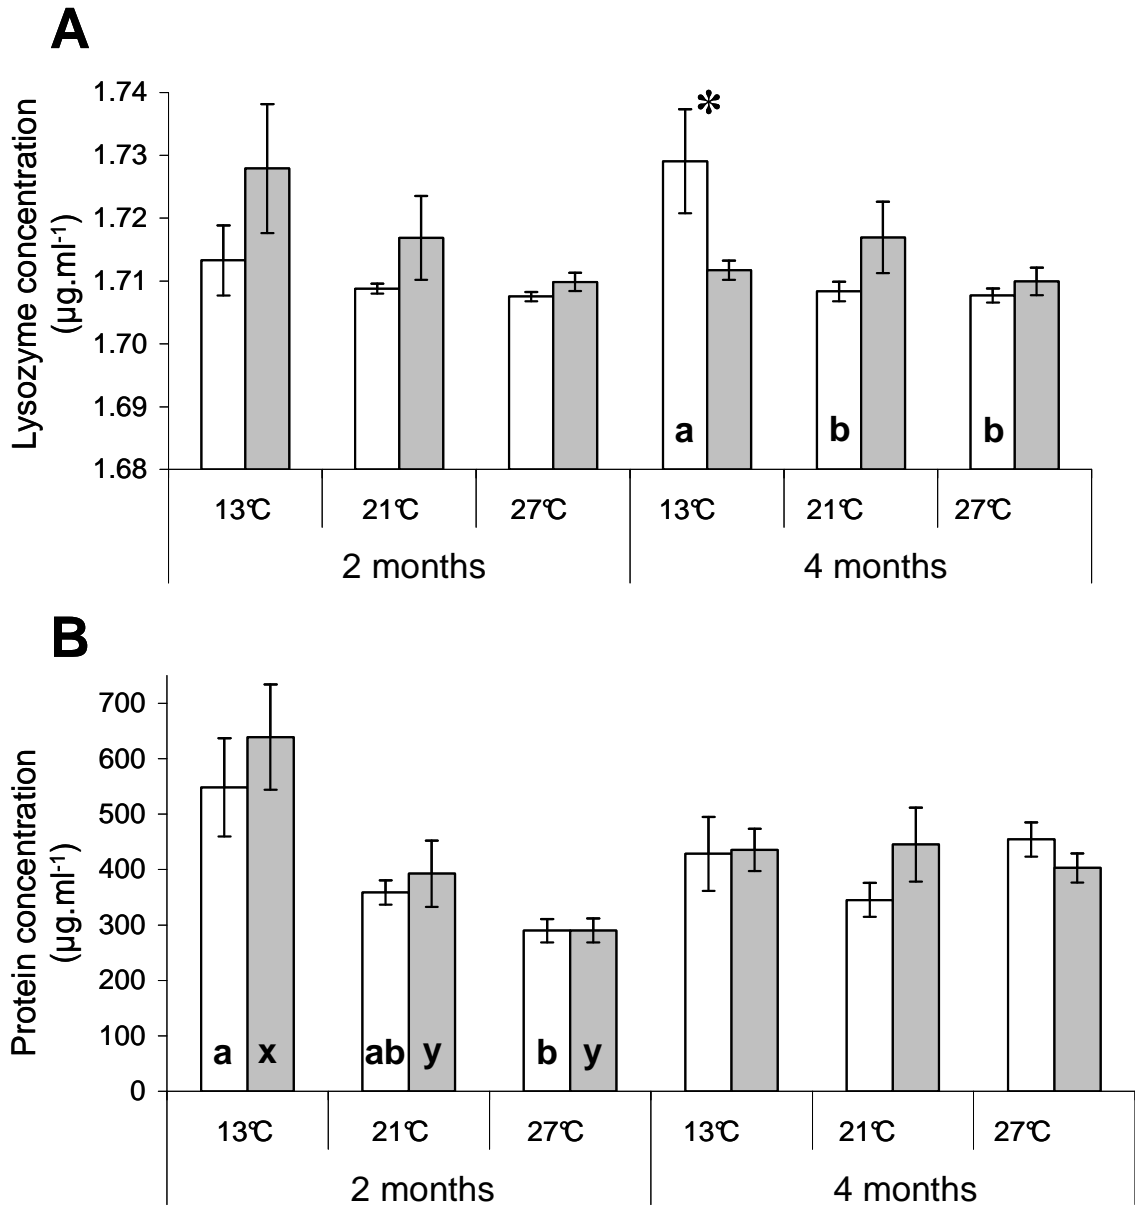 A
Lysozyme concentration
(µg.ml-1)
1.74
1.73
1.72
1.71
1.70
1.69
1.68
*
a
b
b
13°C 21°C 27°C 13°C 21°C 27°C
2 months 4 months
B
Protein concentration
(µg.ml-1)
700
600
500
400
300
200
100
0
a x ab y b y
13°C 21°C 27°C 13°C 21°C 27°C
2 months 4 months